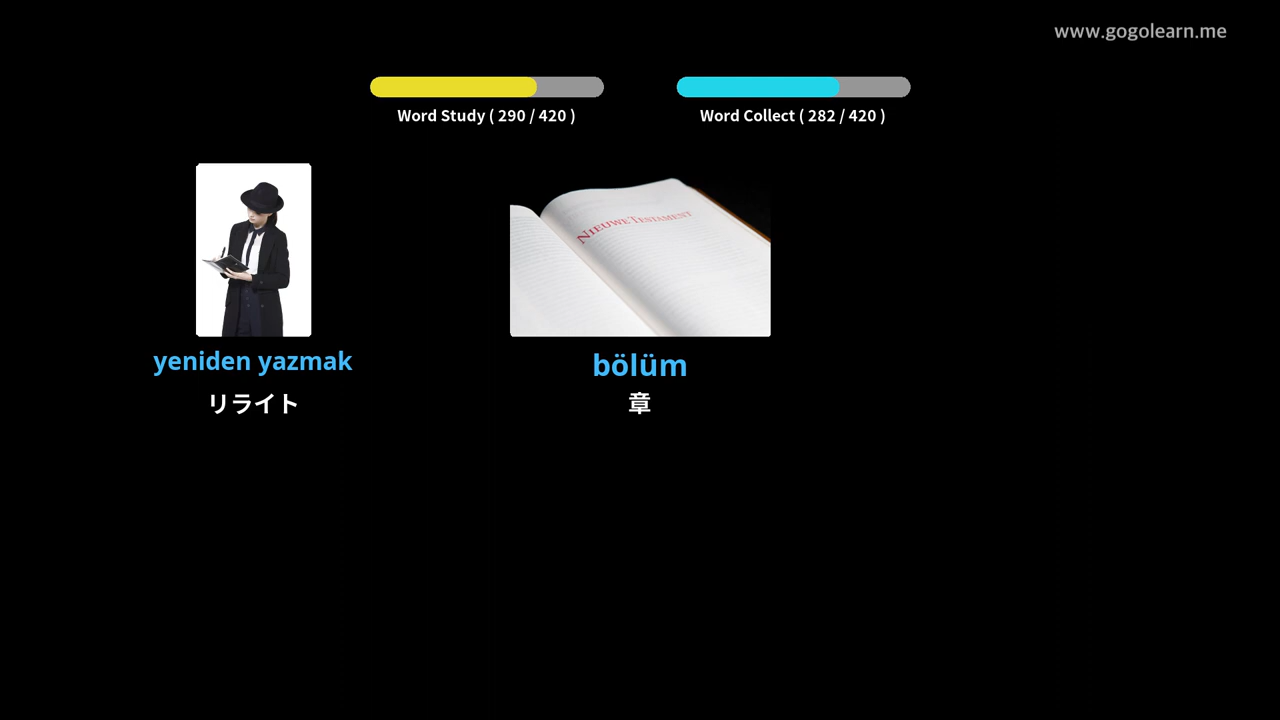 www.gogolearn.me
Word Study ( 290 / 420 )
Word Collect ( 282 / 420 )
NIEUWE TESTAMENT
yeniden yazmak
リライト
bölüm
章